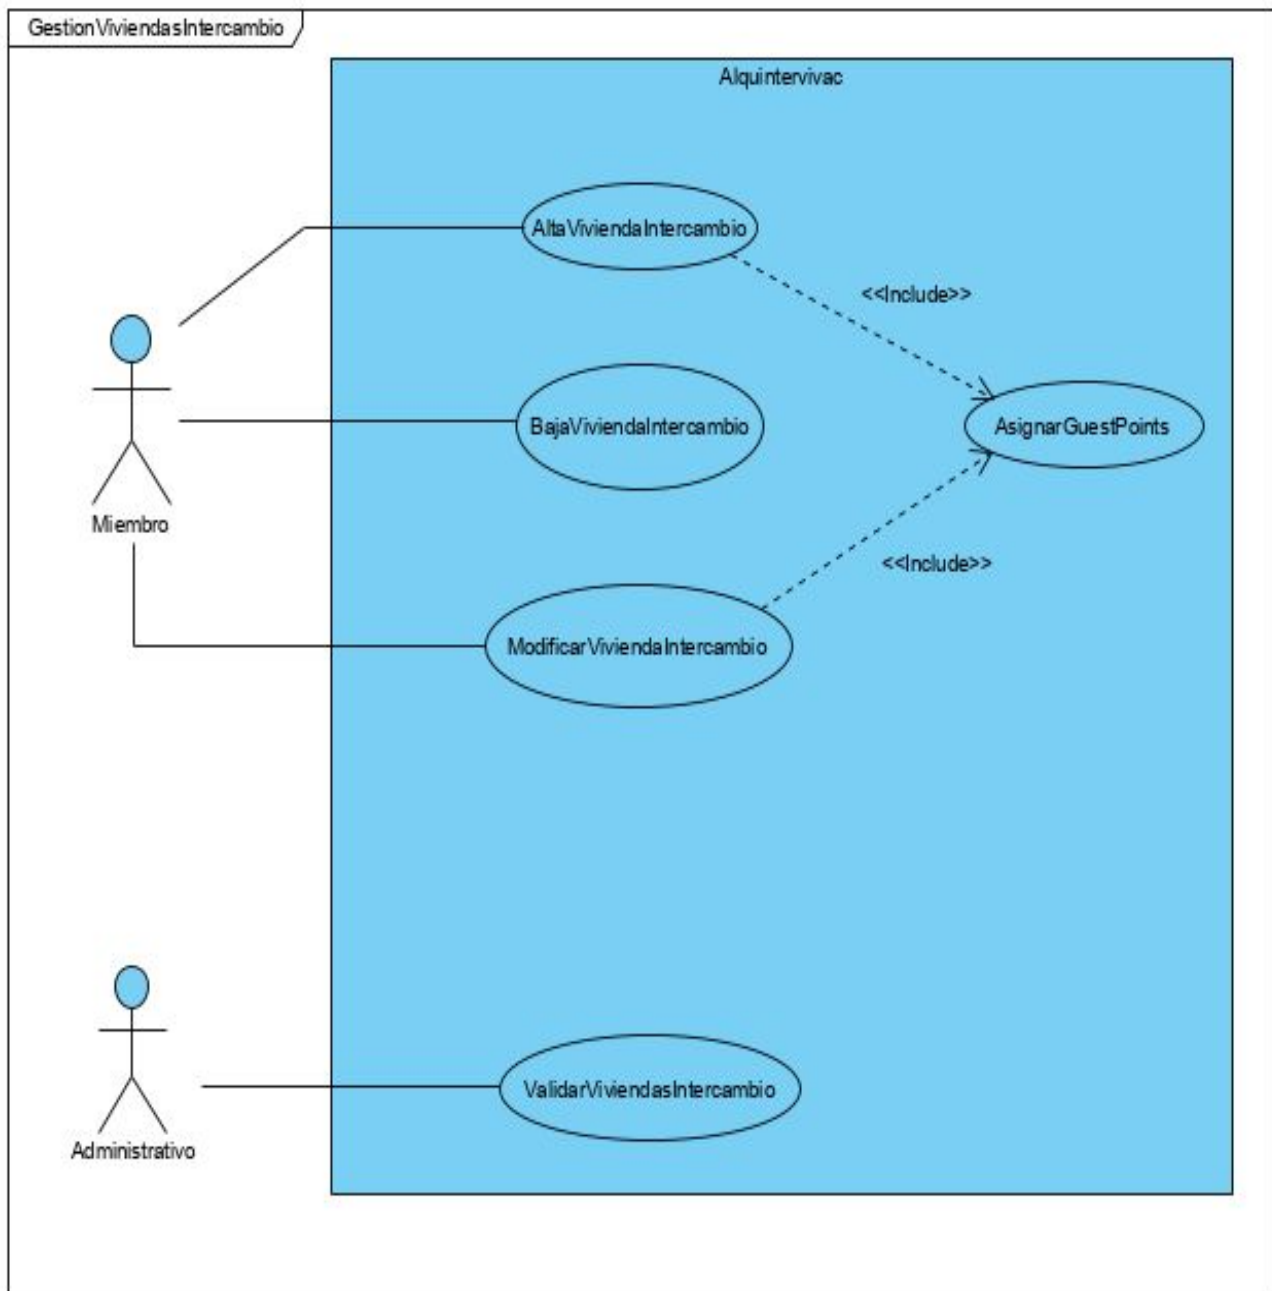 GestionViviendasIntercambio
Alquintervivac
AltaViviendaIntercambio
<<Include>>
BajaViviendaIntercambio
AsignarGuestPoints
Miembro
<<Include>>
ModificarViviendaIntercambio
ValidarViviendasIntercambio
Administrativo